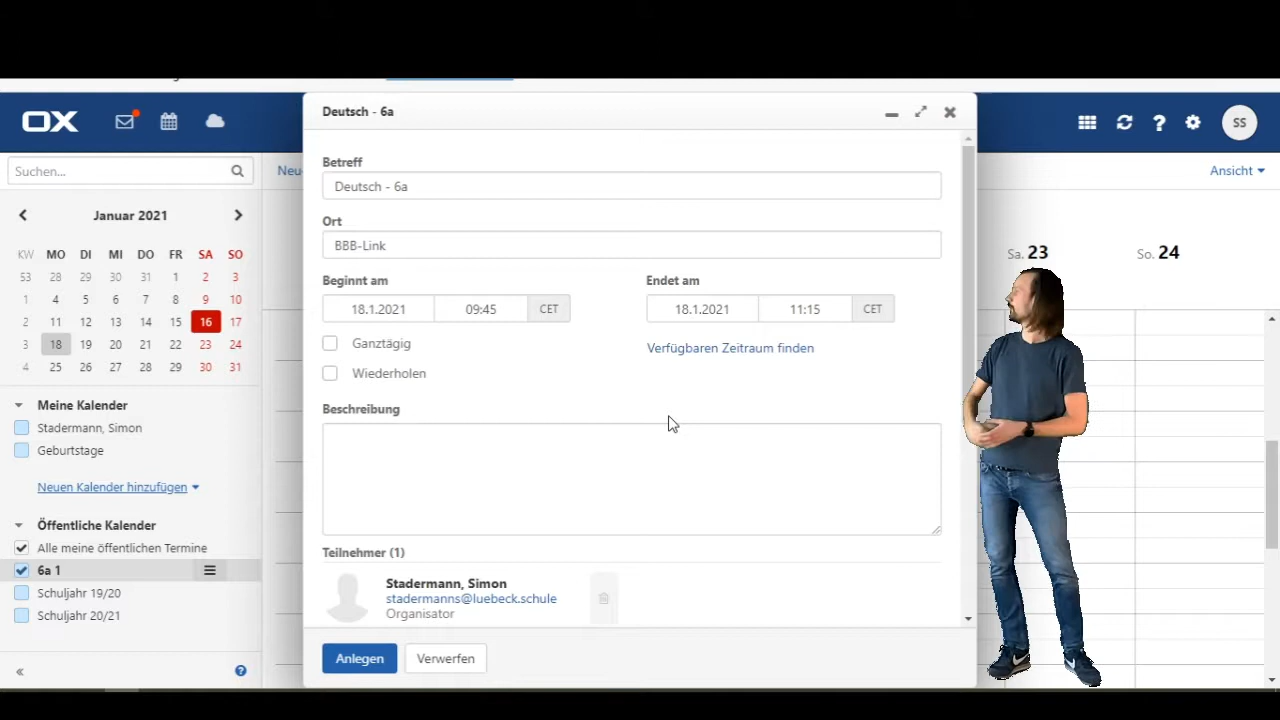 OX
SS
Suchen...
Neu
Ansicht
Januar 2021
KW MO DI MI DO FR SA SO
53 28 29 30 31 1 2 3
1 4 5 6 7 8 9 10
2 11 12 13 14 15 16 17
3 18 19 20 21 22 23 24
4 25 26 27 28 29 30 31
Meine Kalender
Stadermann, Simon
Geburtstage
Neuen Kalender hinzufügen
Öffentliche Kalender
Alle meine öffentlichen Termine
6a 1
Schuljahr 19/20
Schuljahr 20/21
«
?
Deutsch - 6a
Betreff
Deutsch - 6a
Ort
BBB-Link
Beginnt am
18.1.2021 09:45 CET
Endet am
18.1.2021 11:15 CET
Ganztägig
Verfügbaren Zeitraum finden
Wiederholen
Beschreibung
Teilnehmer (1)
Stadermann, Simon
stadermanns@luebeck.schule
Organisator
Anlegen
Verwerfen
Sa. 23
So. 24